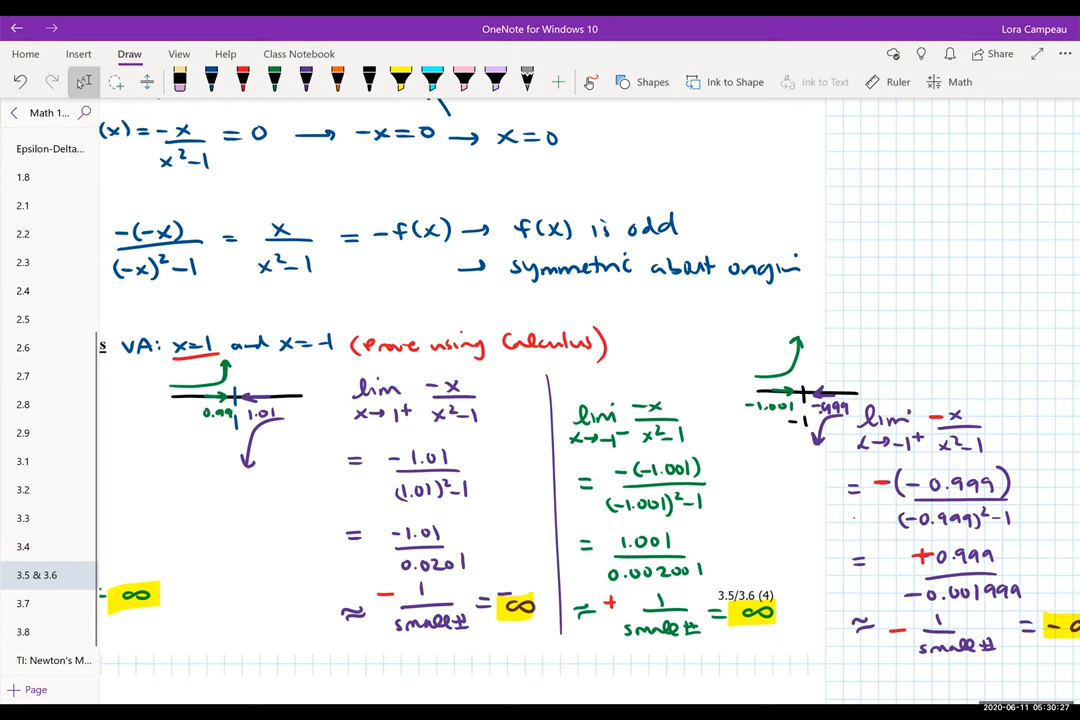 OneNote for Windows 10
Lora Campeau
Home Insert Draw View Help Class Notebook Share
Shapes Ink to Shape Ink to Text Ruler Math
Math 1...
Epsilon-Delta...
1.8
2.1
2.2
2.3
2.4
2.5
2.6
2.7
2.8
2.9
3.1
3.2
3.3
3.4
3.5 & 3.6
3.7
3.8
TI: Newton's M...
+ Page
(x) = -x / x²-1 = 0 → -x=0 → x=0
-(-x) / (-x)²-1 = x / x²-1 = -f(x) → f(x) is odd
→ symmetric about origin
s VA: x=1 and x=-1 (Prove using Calculus)
0.99 1.01
1
= ∞
lim x→1⁺ -x / x²-1
= -1.01 / (1.01)²-1
= -1.01 / 0.0201
≈ - 1 / small # = -∞
lim x→-1⁻ -x / x²-1
= -(-1.001) / (-1.001)²-1
= 1.001 / 0.002001
≈ + 1 / small # = ∞
3.5/3.6 (4)
-1.001 -.999
-1
lim x→-1⁺ -x / x²-1
= -(-0.999) / (-0.999)²-1
= +0.999 / -0.001999
≈ - 1 / small # = -∞
2020-06-11 05:30:27